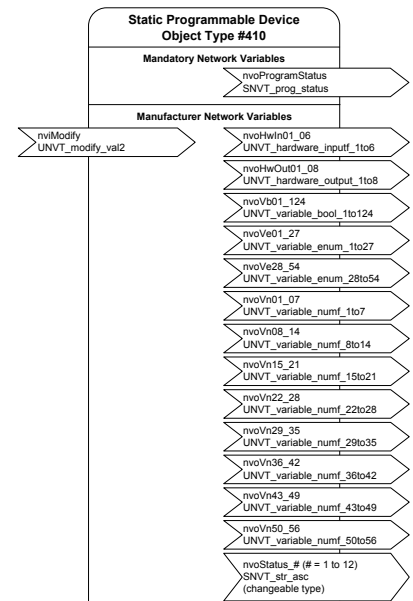 Static Programmable Device
Object Type #410
Mandatory Network Variables
nvoProgramStatus
SNVT_prog_status
Manufacturer Network Variables
nviModify
UNVT_modify_val2
nvoHwIn01_06
UNVT_hardware_inputf_1to6
nvoHwOut01_08
UNVT_hardware_output_1to8
nvoVb01_124
UNVT_variable_bool_1to124
nvoVe01_27
UNVT_variable_enum_1to27
nvoVe28_54
UNVT_variable_enum_28to54
nvoVn01_07
UNVT_variable_numf_1to7
nvoVn08_14
UNVT_variable_numf_8to14
nvoVn15_21
UNVT_variable_numf_15to21
nvoVn22_28
UNVT_variable_numf_22to28
nvoVn29_35
UNVT_variable_numf_29to35
nvoVn36_42
UNVT_variable_numf_36to42
nvoVn43_49
UNVT_variable_numf_43to49
nvoVn50_56
UNVT_variable_numf_50to56
nvoStatus_# (# = 1 to 12)
SNVT_str_asc
(changeable type)